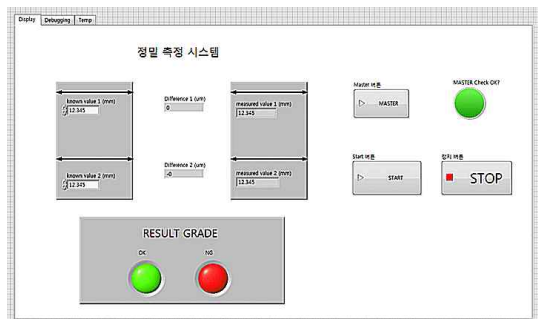 Display Debugging Temp
정밀 측정 시스템
known value 1 (mm)
12.345
Difference 1 (um)
0
measured value 1 (mm)
12.345
known value 2 (mm)
12.345
Difference 2 (um)
-0
measured value 2 (mm)
12.345
Master 버튼
MASTER
MASTER Check OK?
Start 버튼
START
정지 버튼
STOP
RESULT GRADE
OK NG